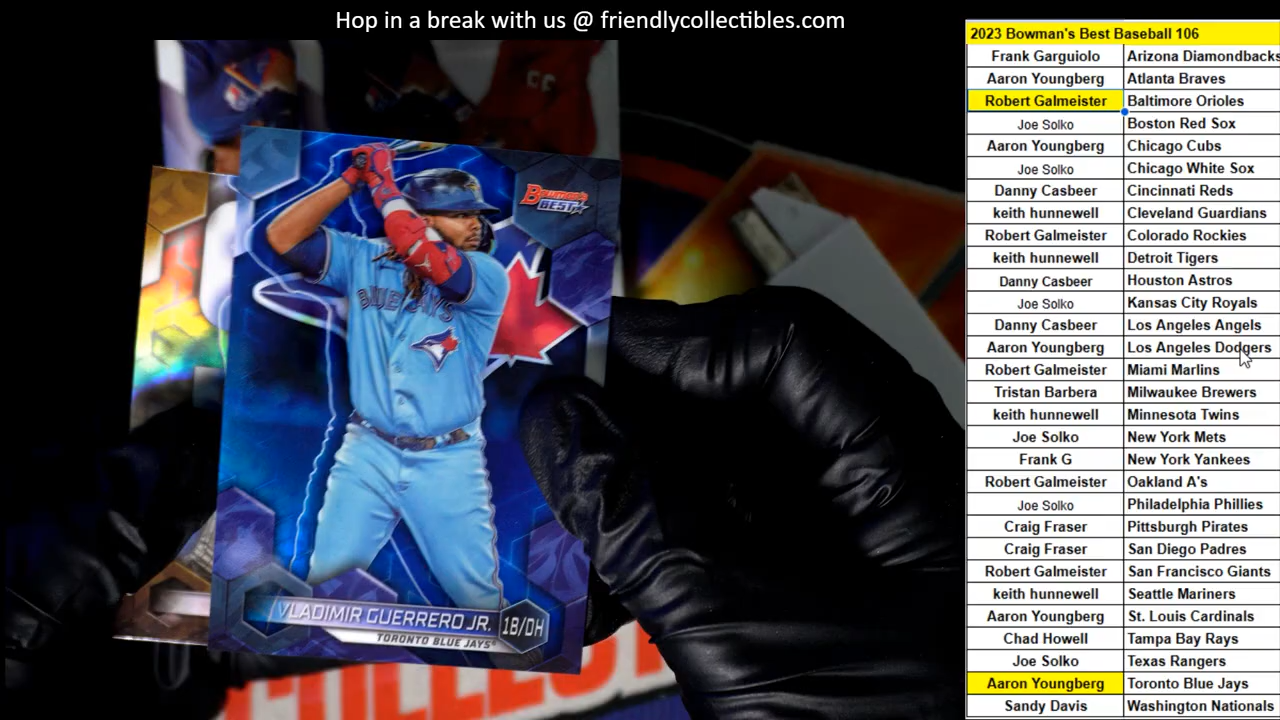 Hop in a break with us @ friendlycollectibles.com
2023 Bowman's Best Baseball 106
Frank Garguiolo Arizona Diamondbacks
Aaron Youngberg Atlanta Braves
Robert Galmeister Baltimore Orioles
Joe Solko Boston Red Sox
Aaron Youngberg Chicago Cubs
Joe Solko Chicago White Sox
Danny Casbeer Cincinnati Reds
keith hunnewell Cleveland Guardians
Robert Galmeister Colorado Rockies
keith hunnewell Detroit Tigers
Danny Casbeer Houston Astros
Joe Solko Kansas City Royals
Danny Casbeer Los Angeles Angels
Aaron Youngberg Los Angeles Dodgers
Robert Galmeister Miami Marlins
Tristan Barbera Milwaukee Brewers
keith hunnewell Minnesota Twins
Joe Solko New York Mets
Frank G New York Yankees
Robert Galmeister Oakland A's
Joe Solko Philadelphia Phillies
Craig Fraser Pittsburgh Pirates
Craig Fraser San Diego Padres
Robert Galmeister San Francisco Giants
keith hunnewell Seattle Mariners
Aaron Youngberg St. Louis Cardinals
Chad Howell Tampa Bay Rays
Joe Solko Texas Rangers
Aaron Youngberg Toronto Blue Jays
Sandy Davis Washington Nationals
BOWMAN'S
BEST
BLUE JAYS
VLADIMIR GUERRERO JR.
1B/DH
TORONTO BLUE JAYS